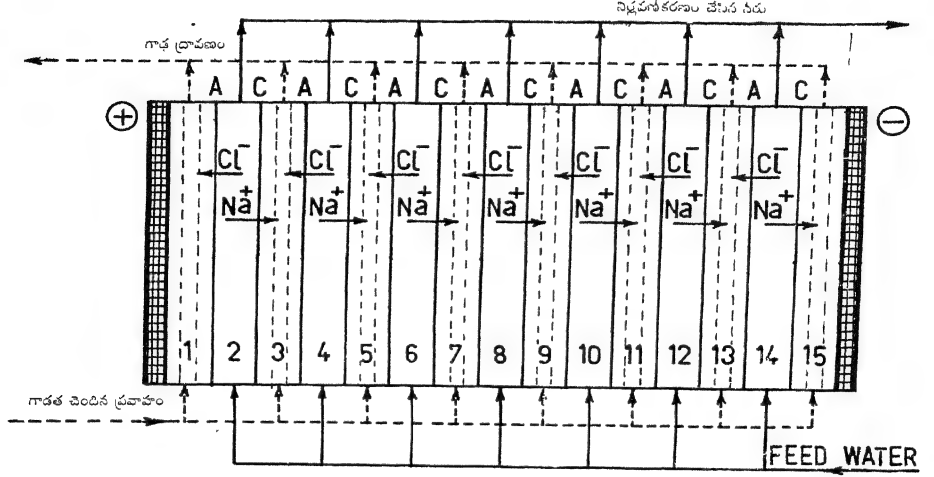 నిర్లవణీకరణం చేసిన నీరు
గాఢ ద్రావణం
A C A C A C A C A C A C A C
+ −
Cl⁻ Cl⁻ Cl⁻ Cl⁻ Cl⁻ Cl⁻ Cl⁻
Na⁺ Na⁺ Na⁺ Na⁺ Na⁺ Na⁺ Na⁺
1 2 3 4 5 6 7 8 9 10 11 12 13 14 15
గాడత చెందిన ప్రవాహం
FEED WATER